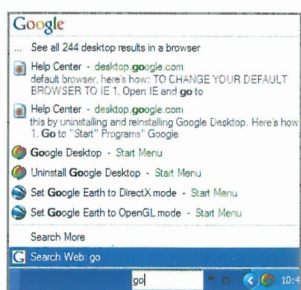 Google
... See all 244 desktop results in a browser
Help Center - desktop.google.com
default browser. here's how: TO CHANGE YOUR DEFAULT
BROWSER TO IE 1. Open IE and go to
Help Center - desktop.google.com
this by uninstalling and reinstalling Google Desktop. Here's how
1. Go to "Start" Programs" Google
Google Desktop - Start Menu
Uninstall Google Desktop - Start Menu
Set Google Earth to DirectX mode - Start Menu
Set Google Earth to OpenGL mode - Start Menu
Search More
G Search Web: go
go 10:4